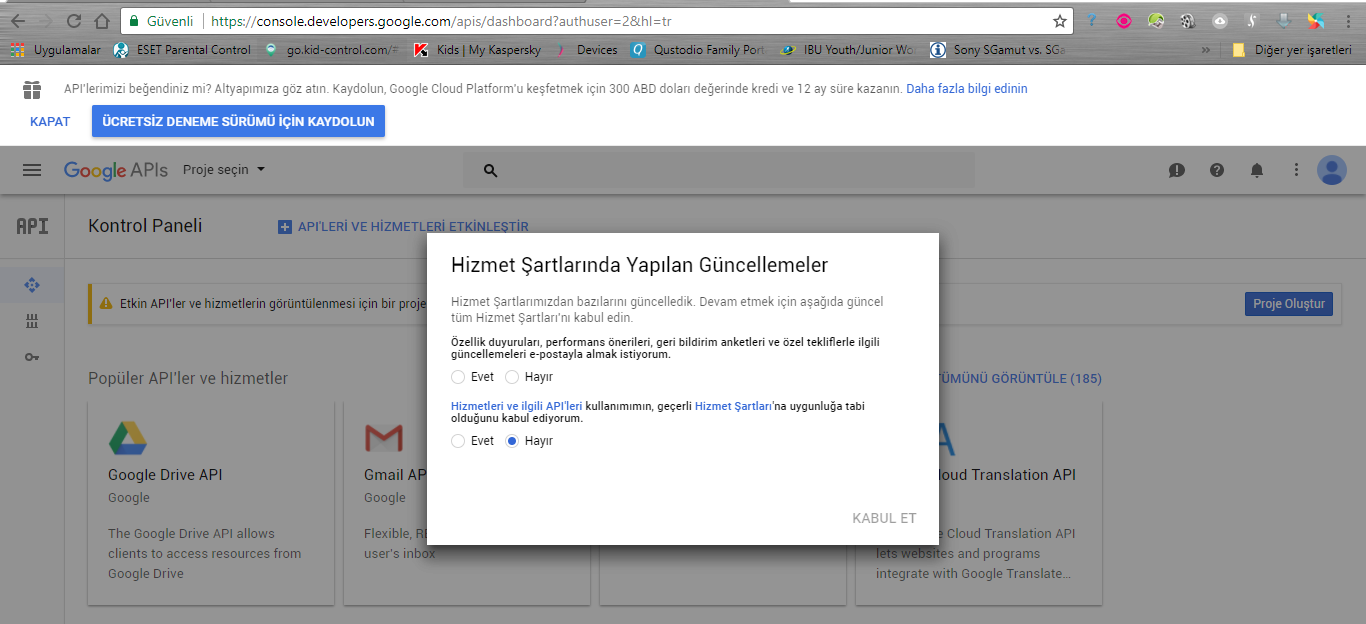 Güvenli
https://console.developers.google.com/apis/dashboard?authuser=2&hl=tr
Uygulamalar
ESET Parental Control
go.kid-control.com/#
Kids | My Kaspersky
Devices
Qustodio Family Port
IBU Youth/Junior Wo
Sony SGamut vs. SGa
»
Diğer yer işaretleri
API'lerimizi beğendiniz mi? Altyapımıza göz atın. Kaydolun, Google Cloud Platform'u keşfetmek için 300 ABD doları değerinde kredi ve 12 ay süre kazanın. Daha fazla bilgi edinin
KAPAT
ÜCRETSİZ DENEME SÜRÜMÜ İÇİN KAYDOLUN
Google APIs
Proje seçin
API
Kontrol Paneli
API'LERİ VE HİZMETLERİ ETKİNLEŞTİR
Etkin API'ler ve hizmetlerin görüntülenmesi için bir proje
Proje Oluştur
Hizmet Şartlarında Yapılan Güncellemeler
Hizmet Şartlarımızdan bazılarını güncelledik. Devam etmek için aşağıda güncel
tüm Hizmet Şartları'nı kabul edin.
Özellik duyuruları, performans önerileri, geri bildirim anketleri ve özel tekliflerle ilgili
güncellemeleri e-postayla almak istiyorum.
Evet
Hayır
Hizmetleri ve ilgili API'leri kullanımımın, geçerli Hizmet Şartları'na uygunluğa tabi
olduğunu kabul ediyorum.
Evet
Hayır
KABUL ET
Popüler API'ler ve hizmetler
TÜMÜNÜ GÖRÜNTÜLE (185)
Google Drive API
Google
The Google Drive API allows
clients to access resources from
Google Drive
Gmail AP
Google
Flexible, RE
user's inbox
loud Translation API
e Cloud Translation API
lets websites and programs
integrate with Google Translate...